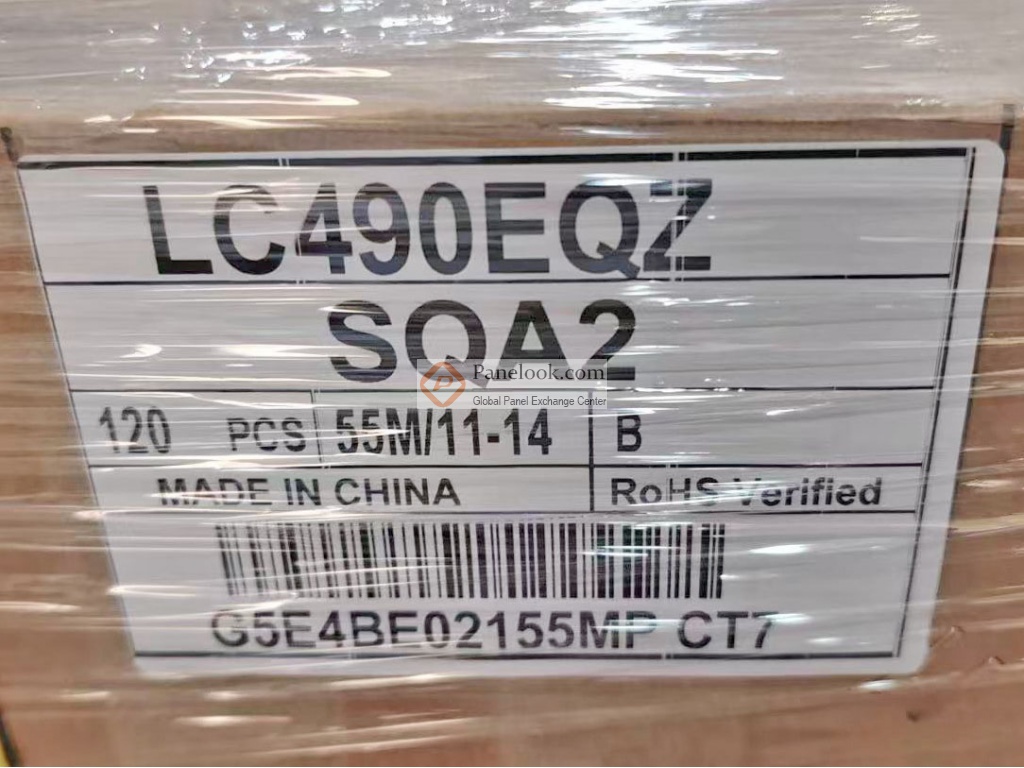 LC490EQZ
SQA2
Panelook.com
Global Panel Exchange Center
120 PCS 55M/11-14 B
MADE IN CHINA RoHS Verified
G5E4BE02155MP CT7